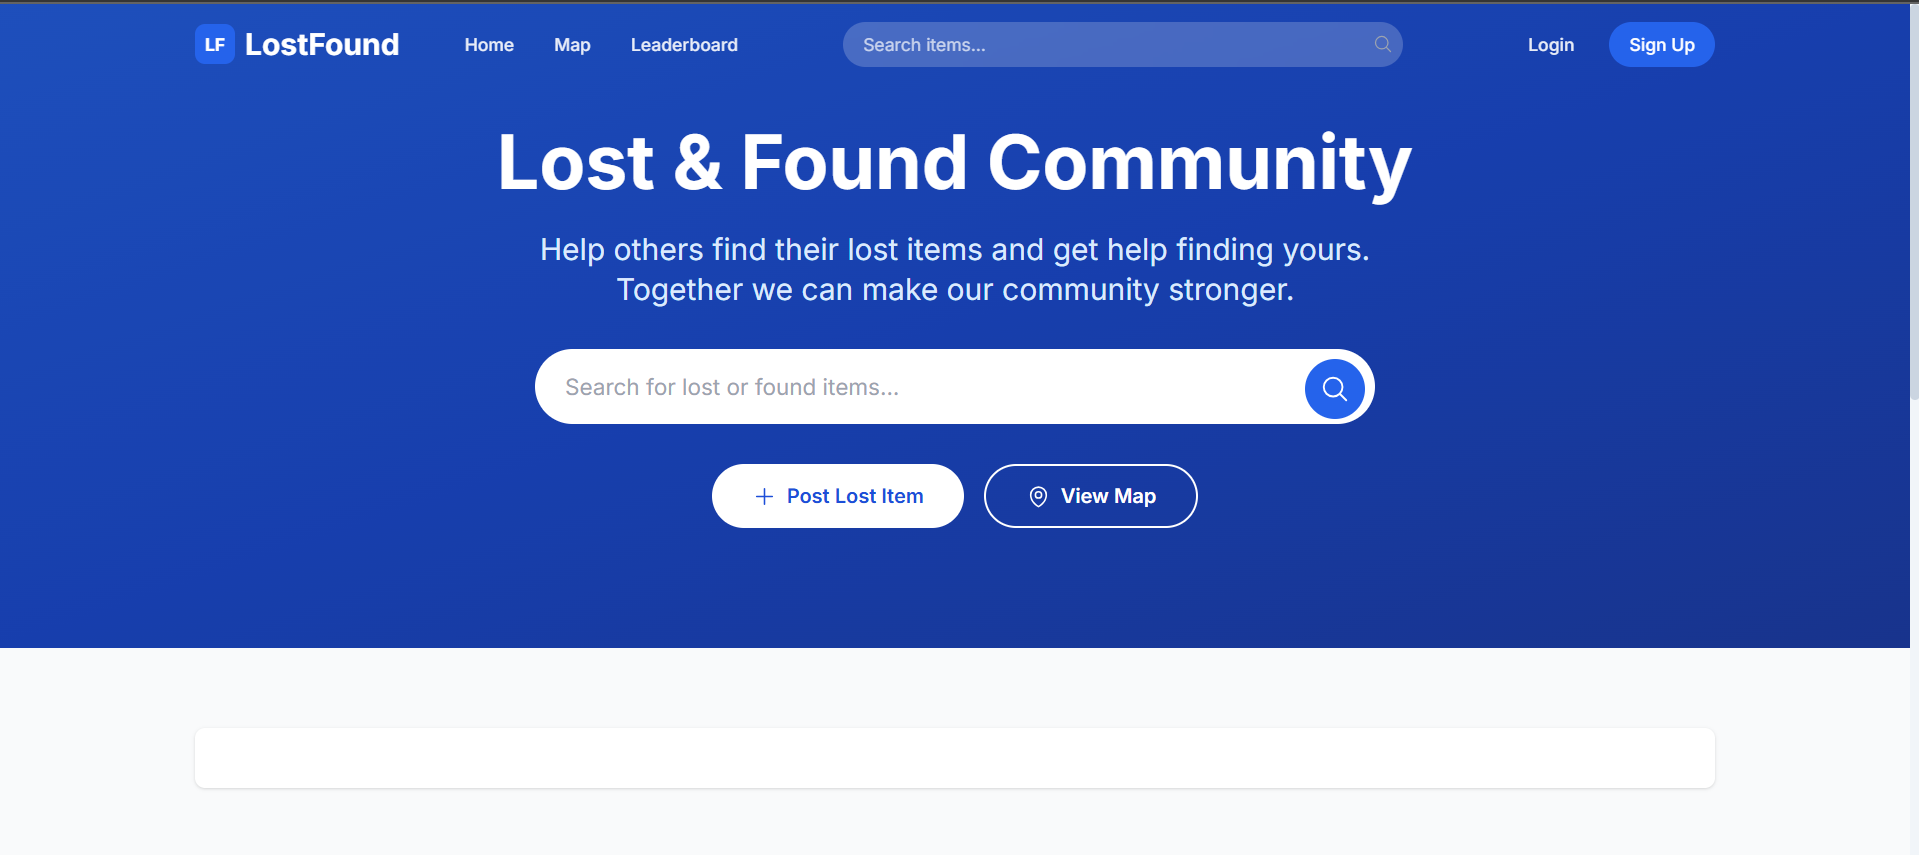 LF LostFound Home Map Leaderboard Search items... Login Sign Up
Lost & Found Community
Help others find their lost items and get help finding yours.
Together we can make our community stronger.
Search for lost or found items...
Post Lost Item View Map